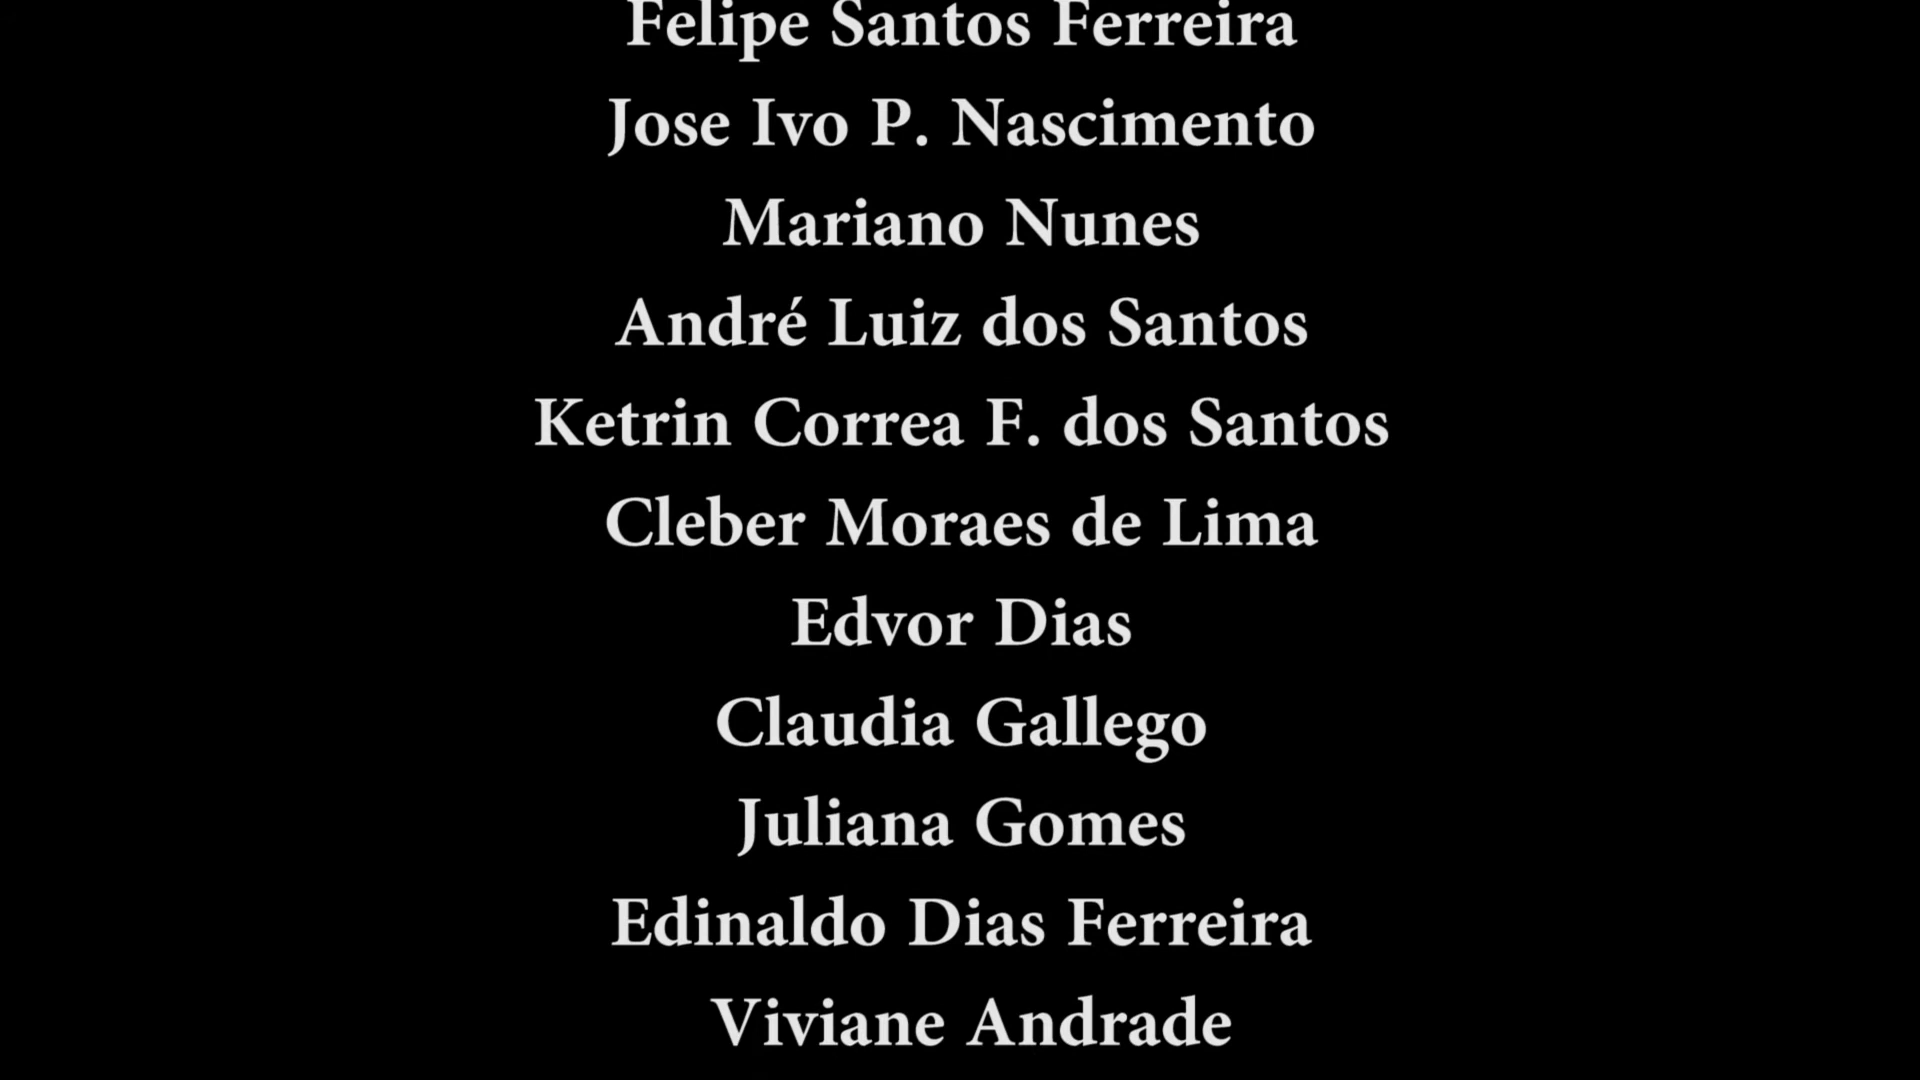 Felipe Santos Ferreira
Jose Ivo P. Nascimento
Mariano Nunes
André Luiz dos Santos
Ketrin Correa F. dos Santos
Cleber Moraes de Lima
Edvor Dias
Claudia Gallego
Juliana Gomes
Edinaldo Dias Ferreira
Viviane Andrade